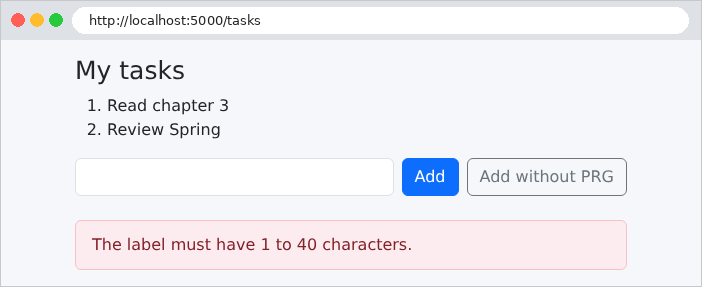 http://localhost:5000/tasks
My tasks
1. Read chapter 3
2. Review Spring
Add Add without PRG
The label must have 1 to 40 characters.